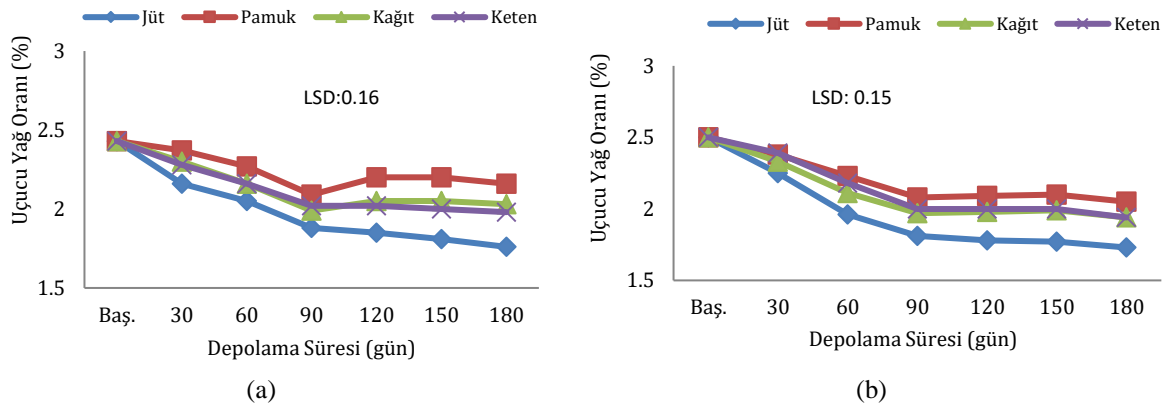 Jüt Pamuk Kağıt Keten
Uçucu Yağ Oranı (%)
3
2.5
2
1.5
LSD:0.16
Baş. 30 60 90 120 150 180
Depolama Süresi (gün)
(a)
Jüt Pamuk Kağıt Keten
Uçucu Yağ Oranı (%)
3
2.5
2
1.5
LSD: 0.15
Baş. 30 60 90 120 150 180
Depolama Süresi (gün)
(b)